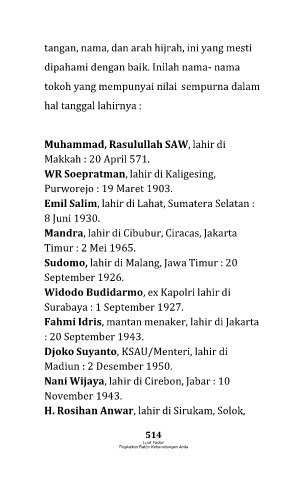 tangan, nama, dan arah hijrah, ini yang mesti
dipahami dengan baik. Inilah nama- nama
tokoh yang mempunyai nilai sempurna dalam
hal tanggal lahirnya :
Muhammad, Rasulullah SAW, lahir di
Makkah : 20 April 571.
WR Soepratman, lahir di Kaligesing,
Purworejo : 19 Maret 1903.
Emil Salim, lahir di Lahat, Sumatera Selatan :
8 Juni 1930.
Mandra, lahir di Cibubur, Ciracas, Jakarta
Timur : 2 Mei 1965.
Sudomo, lahir di Malang, Jawa Timur : 20
September 1926.
Widodo Budidarmo, ex Kapolri lahir di
Surabaya : 1 September 1927.
Fahmi Idris, mantan menaker, lahir di Jakarta
: 20 September 1943.
Djoko Suyanto, KSAU/Menteri, lahir di
Madiun : 2 Desember 1950.
Nani Wijaya, lahir di Cirebon, Jabar : 10
November 1943.
H. Rosihan Anwar, lahir di Sirukam, Solok,
514
Tingkatkan Faktor Keberuntungan Anda